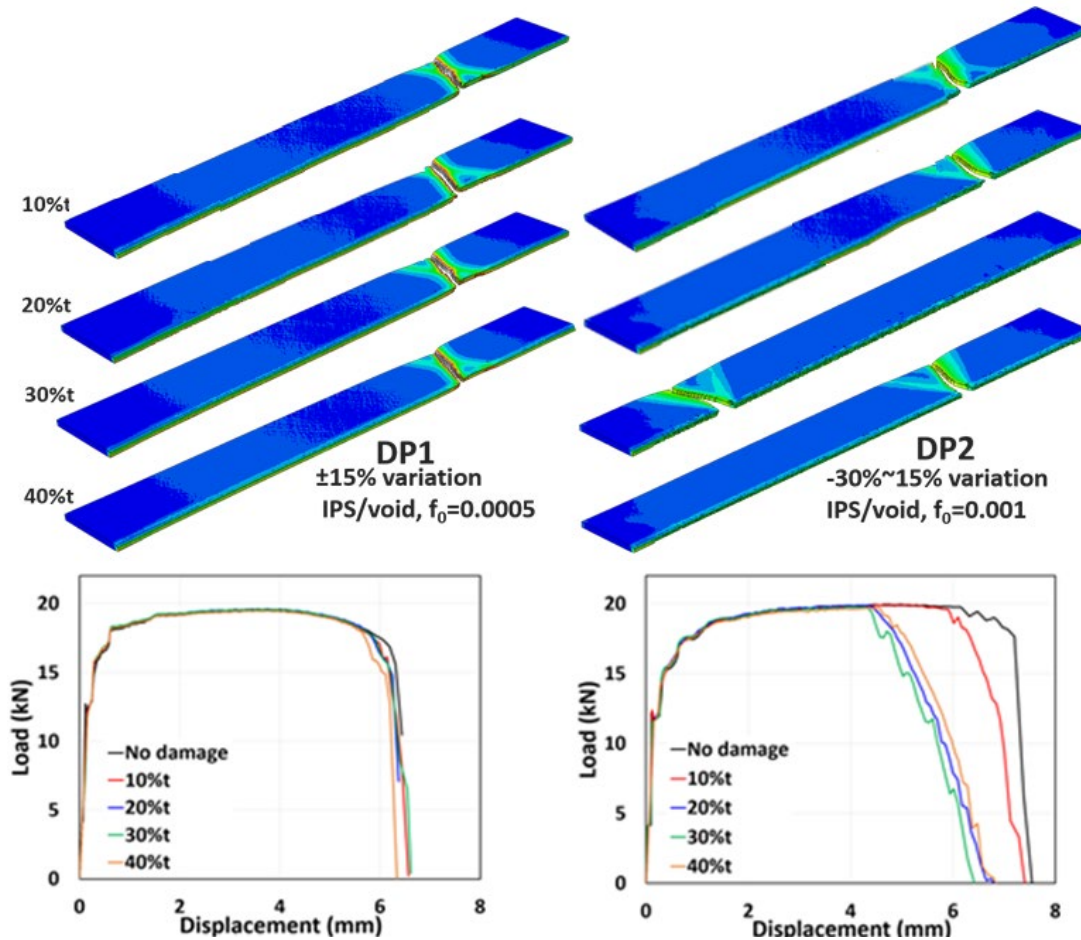 10%t
20%t
30%t
40%t
DP1
±15% variation
IPS/void, f₀=0.0005
DP2
-30%~15% variation
IPS/void, f₀=0.001
20
15
10
5
0
Load (kN)
No damage
10%t
20%t
30%t
40%t
0 2 4 6 8
Displacement (mm)
20
15
10
5
0
Load (kN)
No damage
10%t
20%t
30%t
40%t
0 2 4 6 8
Displacement (mm)